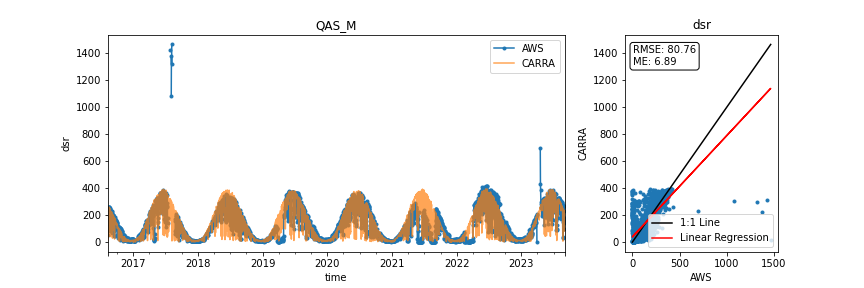 QAS_M
dsr
1400
1200
1000
800
600
400
200
0
2017
2018
2019
2020
2021
2022
2023
time
dsr
AWS
CARRA
dsr
RMSE: 80.76
ME: 6.89
1400
1200
1000
800
600
400
200
0
CARRA
1:1 Line
Linear Regression
0
500
1000
1500
AWS